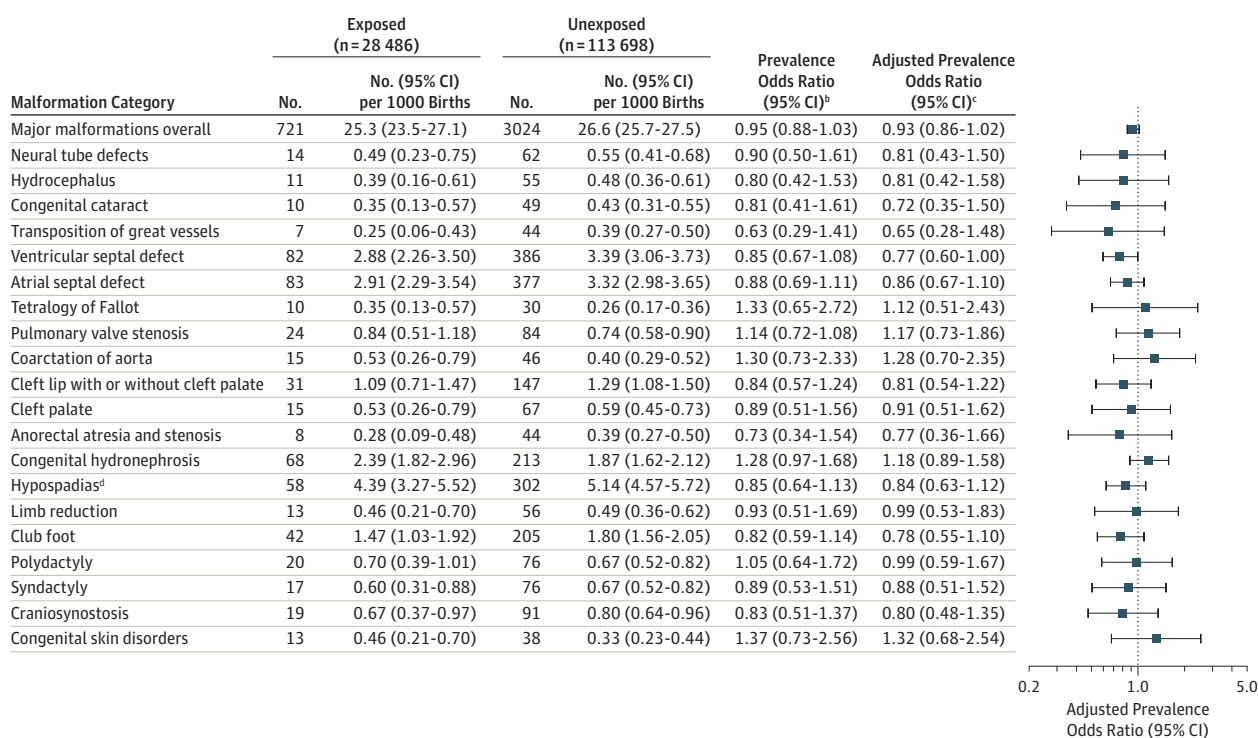 Exposed
(n = 28 486)
Unexposed
(n = 113 698)
Malformation Category No. No. (95% CI) per 1000 Births No. No. (95% CI) per 1000 Births Prevalence Odds Ratio (95% CI)b Adjusted Prevalence Odds Ratio (95% CI)c
Major malformations overall 721 25.3 (23.5-27.1) 3024 26.6 (25.7-27.5) 0.95 (0.88-1.03) 0.93 (0.86-1.02)
Neural tube defects 14 0.49 (0.23-0.75) 62 0.55 (0.41-0.68) 0.90 (0.50-1.61) 0.81 (0.43-1.50)
Hydrocephalus 11 0.39 (0.16-0.61) 55 0.48 (0.36-0.61) 0.80 (0.42-1.53) 0.81 (0.42-1.58)
Congenital cataract 10 0.35 (0.13-0.57) 49 0.43 (0.31-0.55) 0.81 (0.41-1.61) 0.72 (0.35-1.50)
Transposition of great vessels 7 0.25 (0.06-0.43) 44 0.39 (0.27-0.50) 0.63 (0.29-1.41) 0.65 (0.28-1.48)
Ventricular septal defect 82 2.88 (2.26-3.50) 386 3.39 (3.06-3.73) 0.85 (0.67-1.08) 0.77 (0.60-1.00)
Atrial septal defect 83 2.91 (2.29-3.54) 377 3.32 (2.98-3.65) 0.88 (0.69-1.11) 0.86 (0.67-1.10)
Tetralogy of Fallot 10 0.35 (0.13-0.57) 30 0.26 (0.17-0.36) 1.33 (0.65-2.72) 1.12 (0.51-2.43)
Pulmonary valve stenosis 24 0.84 (0.51-1.18) 84 0.74 (0.58-0.90) 1.14 (0.72-1.08) 1.17 (0.73-1.86)
Coarctation of aorta 15 0.53 (0.26-0.79) 46 0.40 (0.29-0.52) 1.30 (0.73-2.33) 1.28 (0.70-2.35)
Cleft lip with or without cleft palate 31 1.09 (0.71-1.47) 147 1.29 (1.08-1.50) 0.84 (0.57-1.24) 0.81 (0.54-1.22)
Cleft palate 15 0.53 (0.26-0.79) 67 0.59 (0.45-0.73) 0.89 (0.51-1.56) 0.91 (0.51-1.62)
Anorectal atresia and stenosis 8 0.28 (0.09-0.48) 44 0.39 (0.27-0.50) 0.73 (0.34-1.54) 0.77 (0.36-1.66)
Congenital hydronephrosis 68 2.39 (1.82-2.96) 213 1.87 (1.62-2.12) 1.28 (0.97-1.68) 1.18 (0.89-1.58)
Hypospadiasd 58 4.39 (3.27-5.52) 302 5.14 (4.57-5.72) 0.85 (0.64-1.13) 0.84 (0.63-1.12)
Limb reduction 13 0.46 (0.21-0.70) 56 0.49 (0.36-0.62) 0.93 (0.51-1.69) 0.99 (0.53-1.83)
Club foot 42 1.47 (1.03-1.92) 205 1.80 (1.56-2.05) 0.82 (0.59-1.14) 0.78 (0.55-1.10)
Polydactyly 20 0.70 (0.39-1.01) 76 0.67 (0.52-0.82) 1.05 (0.64-1.72) 0.99 (0.59-1.67)
Syndactyly 17 0.60 (0.31-0.88) 76 0.67 (0.52-0.82) 0.89 (0.53-1.51) 0.88 (0.51-1.52)
Craniosynostosis 19 0.67 (0.37-0.97) 91 0.80 (0.64-0.96) 0.83 (0.51-1.37) 0.80 (0.48-1.35)
Congenital skin disorders 13 0.46 (0.21-0.70) 38 0.33 (0.23-0.44) 1.37 (0.73-2.56) 1.32 (0.68-2.54)
0.2 1.0 5.0
Adjusted Prevalence
Odds Ratio (95% CI)